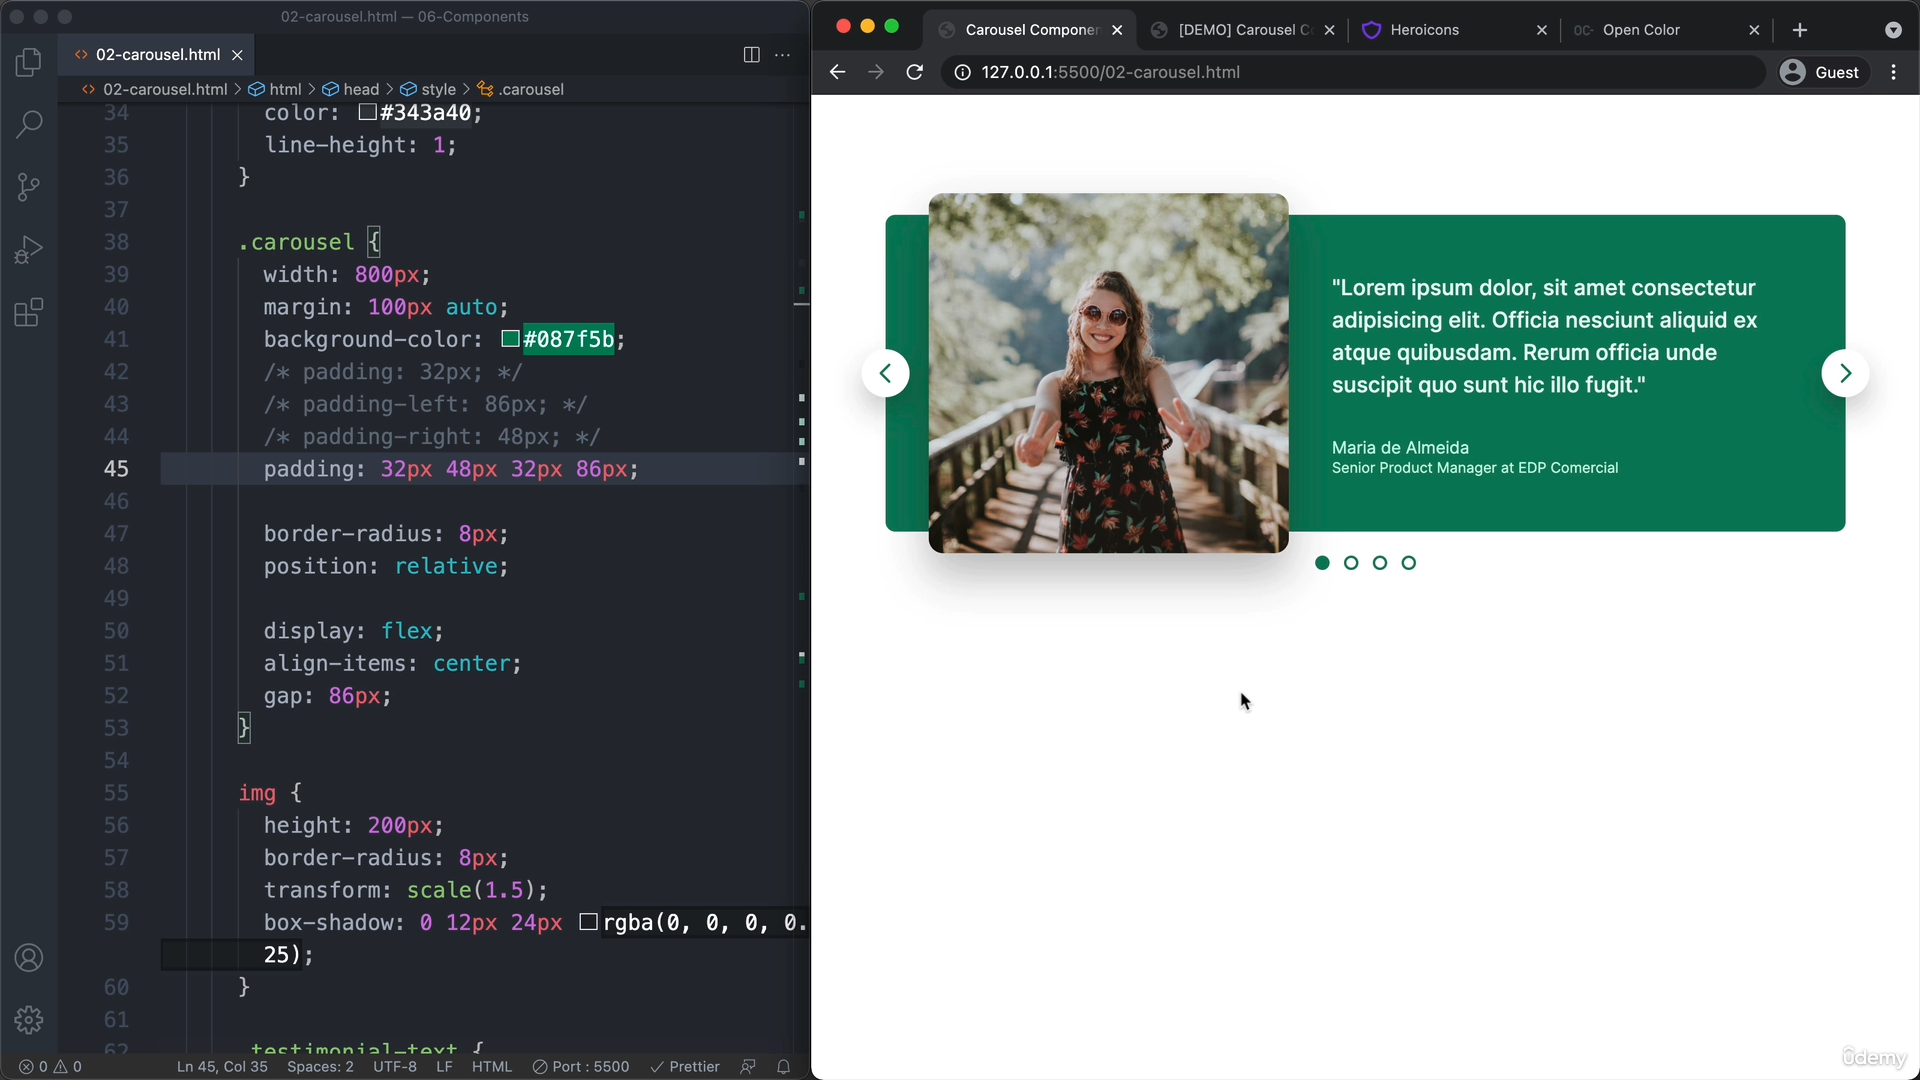 02-carousel.html — 06-Components
02-carousel.html
02-carousel.html > html > head > style > .carousel
34 color: #343a40;
35 line-height: 1;
36 }
37
38 .carousel {
39 width: 800px;
40 margin: 100px auto;
41 background-color: #087f5b;
42 /* padding: 32px; */
43 /* padding-left: 86px; */
44 /* padding-right: 48px; */
45 padding: 32px 48px 32px 86px;
46
47 border-radius: 8px;
48 position: relative;
49
50 display: flex;
51 align-items: center;
52 gap: 86px;
53 }
54
55 img {
56 height: 200px;
57 border-radius: 8px;
58 transform: scale(1.5);
59 box-shadow: 0 12px 24px rgba(0, 0, 0, 0.
25);
60 }
61
62 .testimonial-text {
0 0 Ln 45, Col 35 Spaces: 2 UTF-8 LF HTML Port : 5500 Prettier
Carousel Componen
[DEMO] Carousel C
Heroicons
OC Open Color
127.0.0.1:5500/02-carousel.html
Guest
"Lorem ipsum dolor, sit amet consectetur
adipisicing elit. Officia nesciunt aliquid ex
atque quibusdam. Rerum officia unde
suscipit quo sunt hic illo fugit."
Maria de Almeida
Senior Product Manager at EDP Comercial
ûdemy